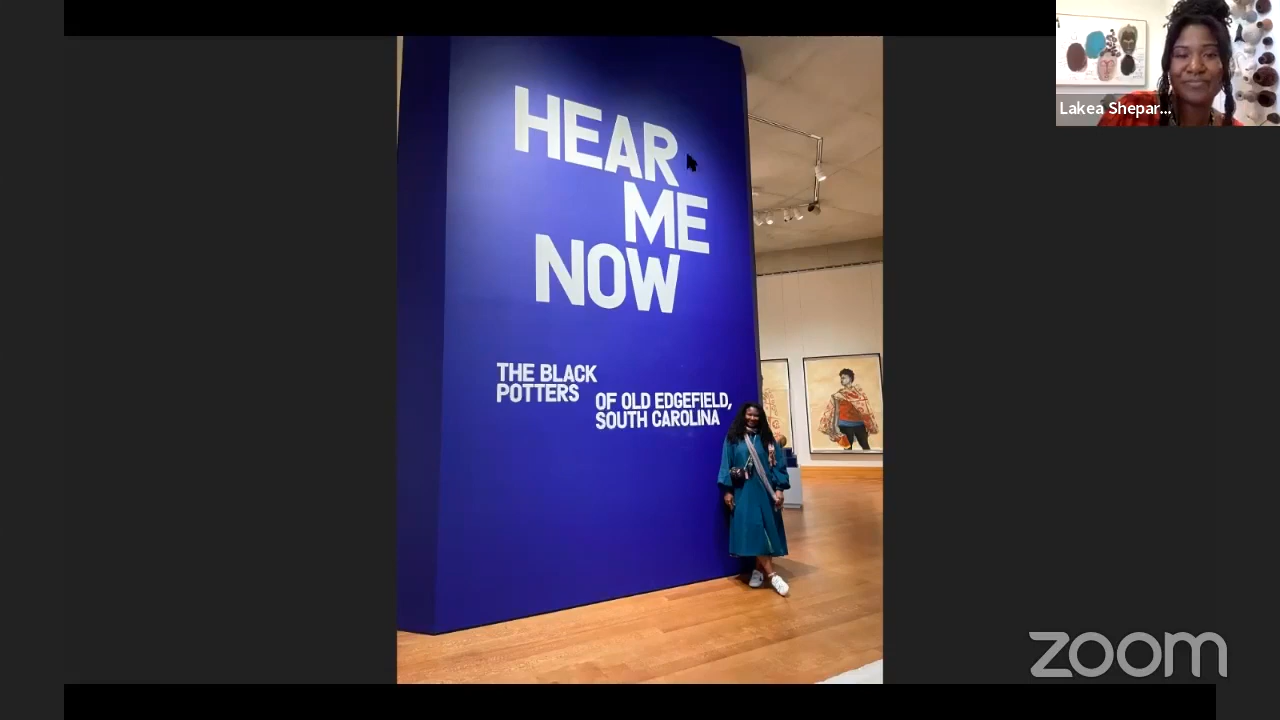 HEAR
ME
NOW
THE BLACK
POTTERS
OF OLD EDGEFIELD,
SOUTH CAROLINA
Lakea Shepar...
zoom